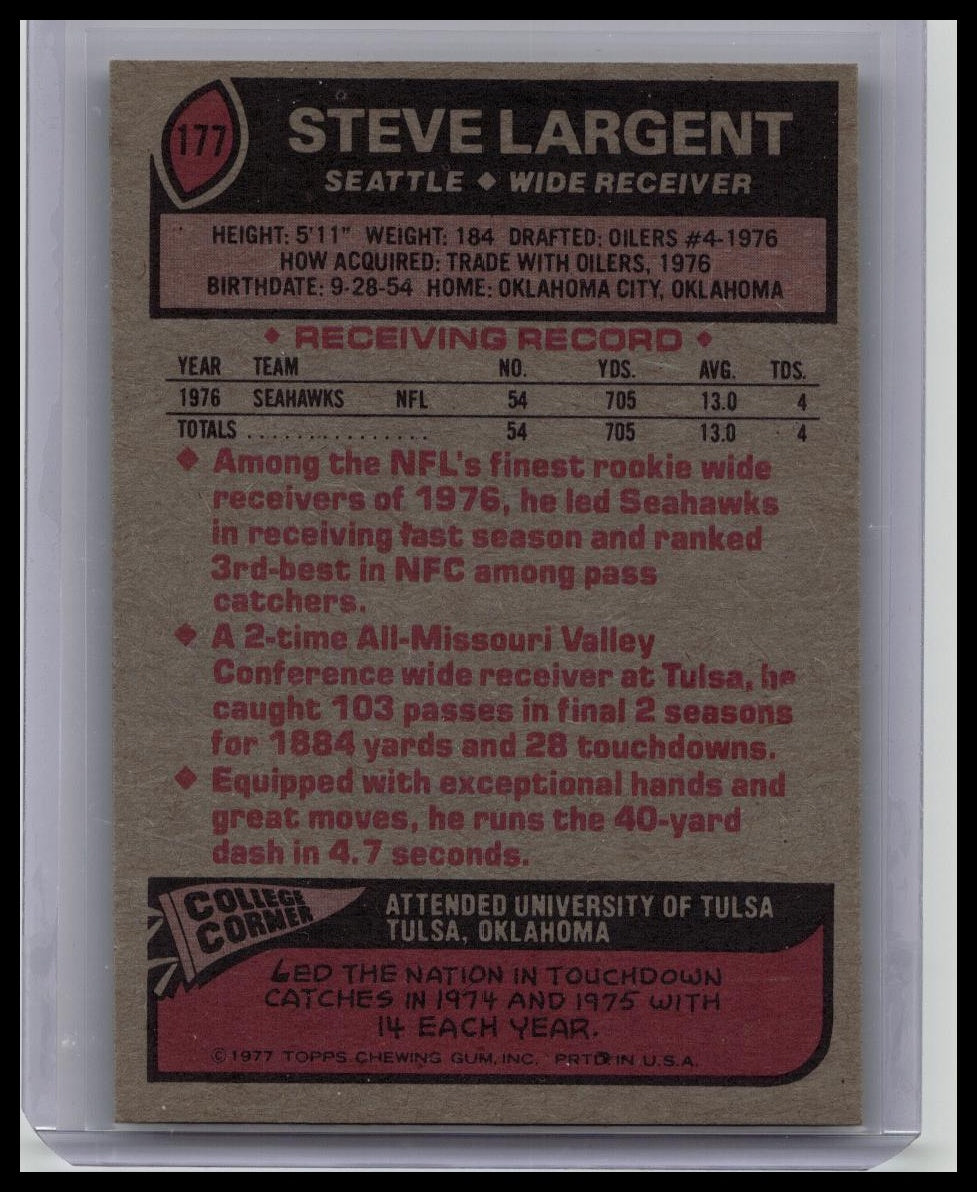 177
STEVE LARGENT
SEATTLE ◆ WIDE RECEIVER
HEIGHT: 5'11" WEIGHT: 184 DRAFTED: OILERS #4-1976
HOW ACQUIRED: TRADE WITH OILERS, 1976
BIRTHDATE: 9-28-54 HOME: OKLAHOMA CITY, OKLAHOMA
◆ RECEIVING RECORD ◆
YEAR TEAM NO. YDS. AVG. TDS.
1976 SEAHAWKS NFL 54 705 13.0 4
TOTALS . . . . . . . . . . . . . . . 54 705 13.0 4
◆ Among the NFL's finest rookie wide
receivers of 1976, he led Seahawks
in receiving last season and ranked
3rd-best in NFC among pass
catchers.
◆ A 2-time All-Missouri Valley
Conference wide receiver at Tulsa, he
caught 103 passes in final 2 seasons
for 1884 yards and 28 touchdowns.
◆ Equipped with exceptional hands and
great moves, he runs the 40-yard
dash in 4.7 seconds.
COLLEGE
CORNER
ATTENDED UNIVERSITY OF TULSA
TULSA, OKLAHOMA
LED THE NATION IN TOUCHDOWN
CATCHES IN 1974 AND 1975 WITH
14 EACH YEAR.
© 1977 TOPPS CHEWING GUM, INC. PRTD. IN U.S.A.